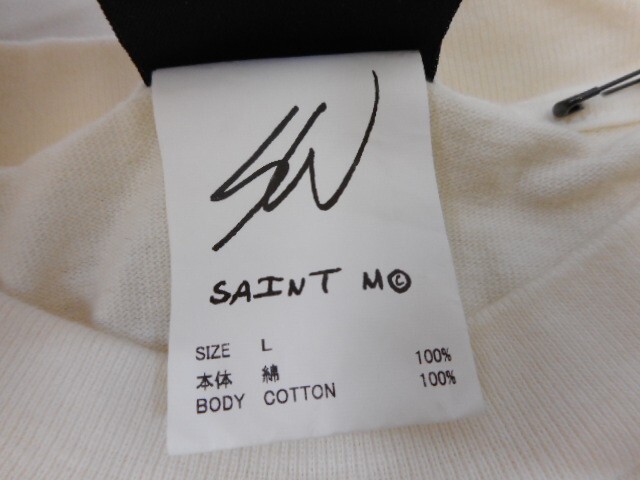 SAINT M©
SIZE L
本体 綿 100%
BODY COTTON 100%